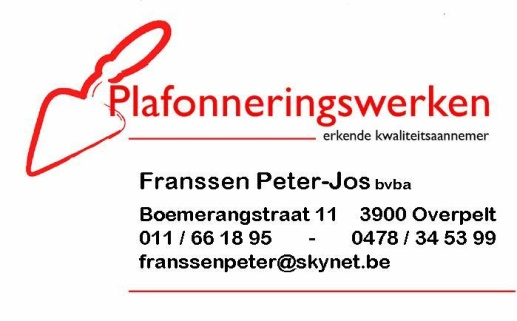 Plafonneringswerken
erkende kwaliteitsaannemer
Franssen Peter-Jos bvba
Boemerangstraat 11 3900 Overpelt
011 / 66 18 95 - 0478 / 34 53 99
franssenpeter@skynet.be